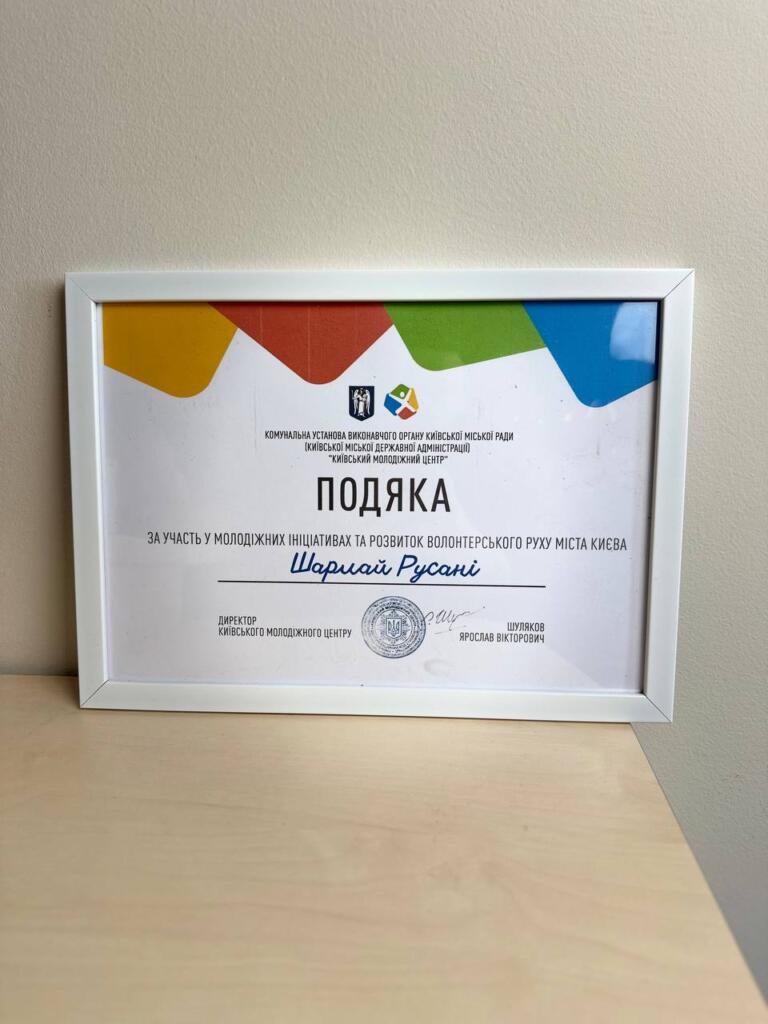 КОМУНАЛЬНА УСТАНОВА ВИКОНАВЧОГО ОРГАНУ КИЇВСЬКОЇ МІСЬКОЇ РАДИ
(КИЇВСЬКОЇ МІСЬКОЇ ДЕРЖАВНОЇ АДМІНІСТРАЦІЇ)
"КИЇВСЬКИЙ МОЛОДІЖНИЙ ЦЕНТР"
ПОДЯКА
ЗА УЧАСТЬ У МОЛОДІЖНИХ ІНІЦІАТИВАХ ТА РОЗВИТОК ВОЛОНТЕРСЬКОГО РУХУ МІСТА КИЄВА
Шармай Русані
ДИРЕКТОР
КИЇВСЬКОГО МОЛОДІЖНОГО ЦЕНТРУ
ШУЛЯКОВ
ЯРОСЛАВ ВІКТОРОВИЧ